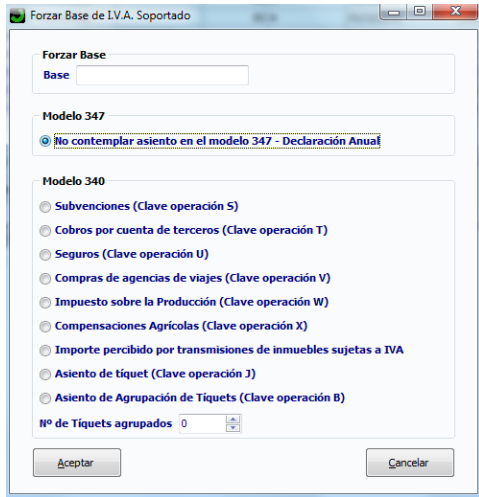 Forzar Base de I.V.A. Soportado
Forzar Base
Base
Modelo 347
No contemplar asiento en el modelo 347 - Declaración Anual
Modelo 340
Subvenciones (Clave operación S)
Cobros por cuenta de terceros (Clave operación T)
Seguros (Clave operación U)
Compras de agencias de viajes (Clave operación V)
Impuesto sobre la Producción (Clave operación W)
Compensaciones Agrícolas (Clave operación X)
Importe percibido por transmisiones de inmuebles sujetas a IVA
Asiento de tíquet (Clave operación J)
Asiento de Agrupación de Tíquets (Clave operación B)
Nº de Tíquets agrupados 0
Aceptar Cancelar